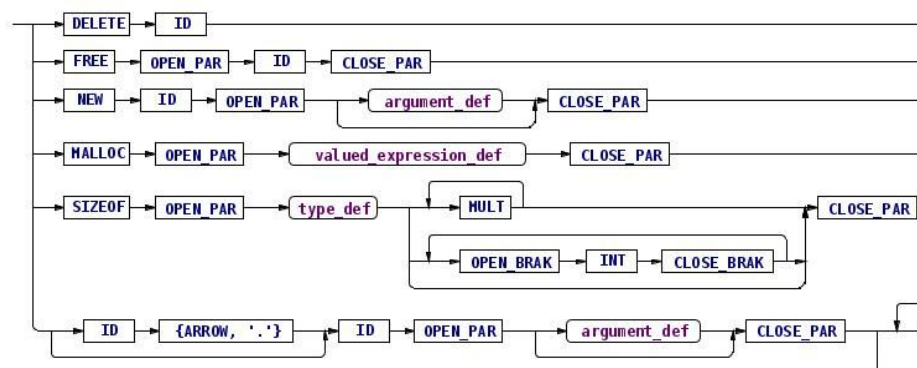 DELETE ID
FREE OPEN_PAR ID CLOSE_PAR
NEW ID OPEN_PAR argument_def CLOSE_PAR
MALLOC OPEN_PAR valued_expression_def CLOSE_PAR
SIZEOF OPEN_PAR type_def MULT CLOSE_PAR
OPEN_BRAK INT CLOSE_BRAK
ID {ARROW, '.'} ID OPEN_PAR argument_def CLOSE_PAR